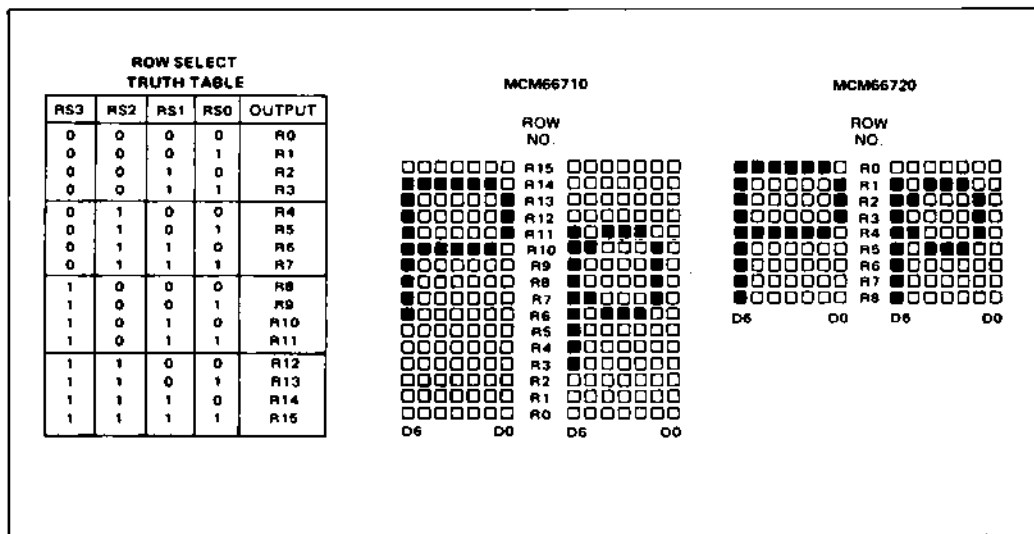 ROW SELECT
TRUTH TABLE
RS3 RS2 RS1 RS0 OUTPUT
0 0 0 0 R0
0 0 0 1 R1
0 0 1 0 R2
0 0 1 1 R3
0 1 0 0 R4
0 1 0 1 R5
0 1 1 0 R6
0 1 1 1 R7
1 0 0 0 R8
1 0 0 1 R9
1 0 1 0 R10
1 0 1 1 R11
1 1 0 0 R12
1 1 0 1 R13
1 1 1 0 R14
1 1 1 1 R15
MCM66710
ROW
NO.
R15
R14
R13
R12
R11
R10
R9
R8
R7
R6
R5
R4
R3
R2
R1
R0
D6 D0 D6 D0
MCM66720
ROW
NO.
R0
R1
R2
R3
R4
R5
R6
R7
R8
D6 D0 D6 D0